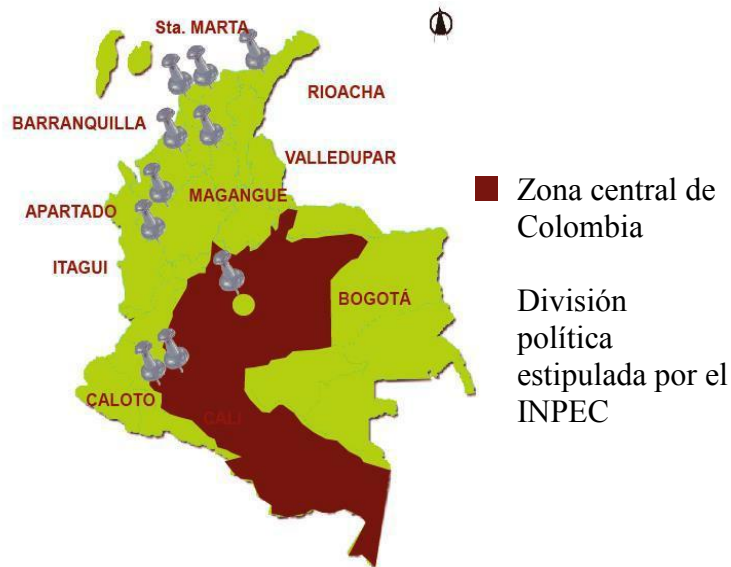 Sta. MARTA
RIOACHA
BARRANQUILLA
VALLEDUPAR
MAGANGUE
APARTADO
ITAGUI
BOGOTÁ
CALOTO
CALI
Zona central de
Colombia
División
política
estipulada por el
INPEC